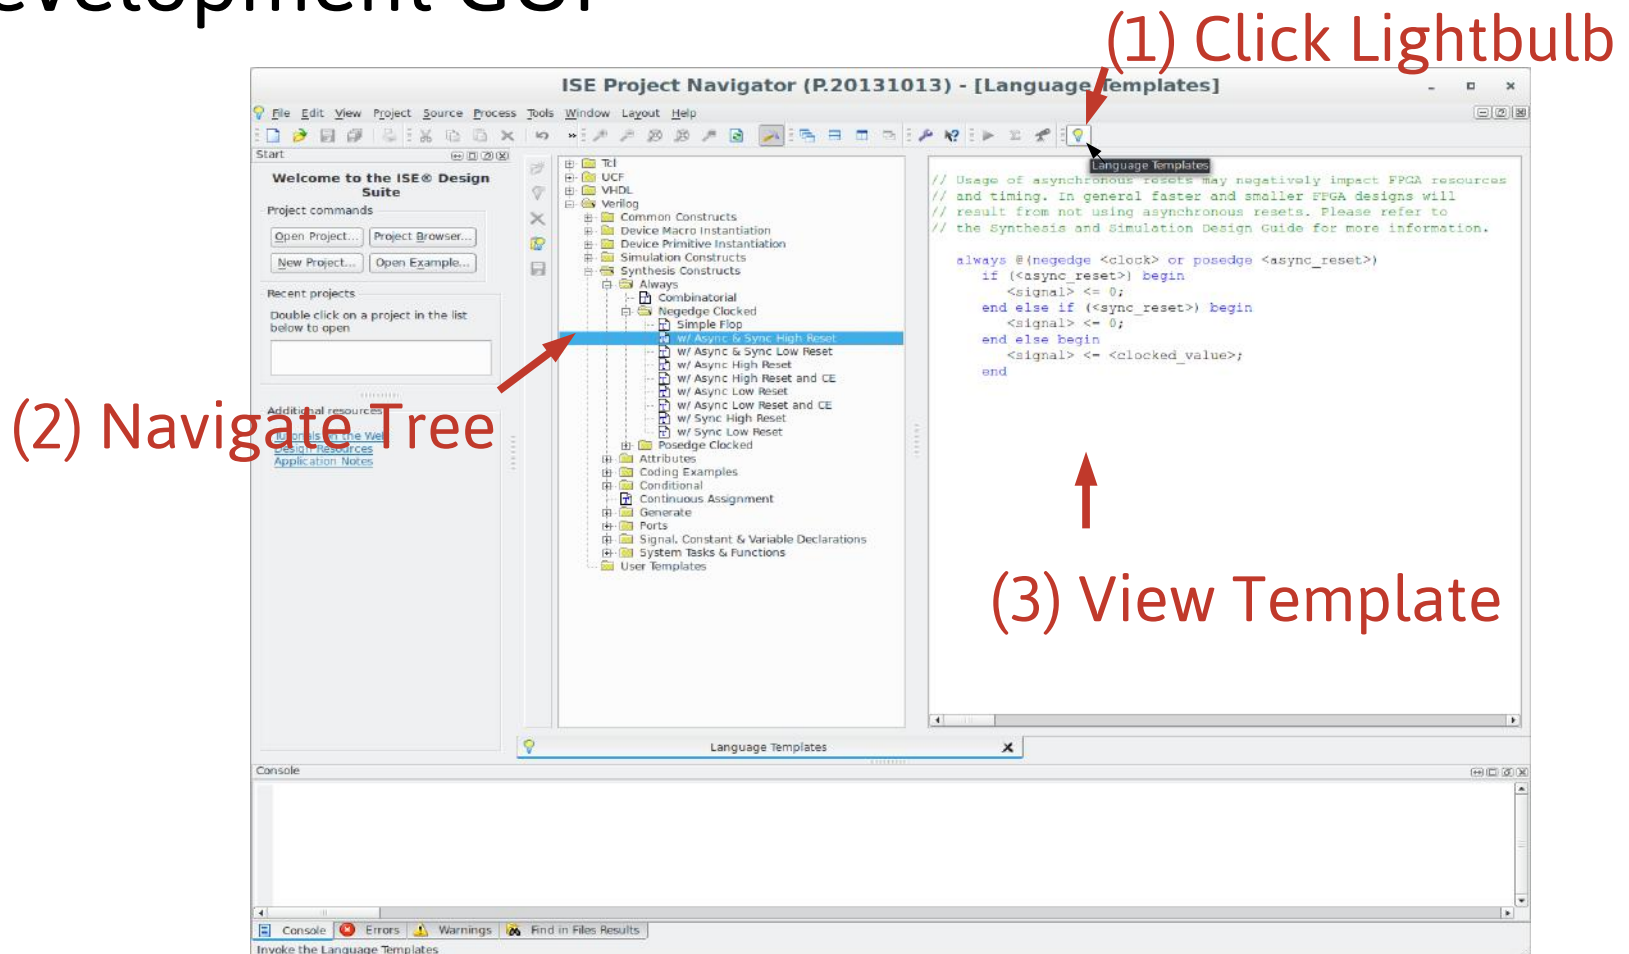 evelopment GUI
(1) Click Lightbulb
ISE Project Navigator (P.20131013) - [Language Templates]
File Edit View Project Source Process Tools Window Layout Help
Start
Language Templates
Welcome to the ISE® Design
Suite
Project commands
Open Project... Project Browser...
New Project... Open Example...
Recent projects
Double click on a project in the list
below to open
(2) Navigate Tree
Additional resources
Tutorials on the Web
Design Resources
Application Notes
Tcl
UCF
VHDL
Verilog
Common Constructs
Device Macro Instantiation
Device Primitive Instantiation
Simulation Constructs
Synthesis Constructs
Always
Combinatorial
Negedge Clocked
Simple Flop
w/ Async & Sync High Reset
w/ Async & Sync Low Reset
w/ Async High Reset
w/ Async High Reset and CE
w/ Async Low Reset
w/ Async Low Reset and CE
w/ Sync High Reset
w/ Sync Low Reset
Posedge Clocked
Attributes
Coding Examples
Conditional
Continuous Assignment
Generate
Ports
Signal, Constant & Variable Declarations
System Tasks & Functions
User Templates
// Usage of asynchronous resets may negatively impact FPGA resources
// and timing. In general faster and smaller FPGA designs will
// result from not using asynchronous resets. Please refer to
// the Synthesis and Simulation Design Guide for more information.
always @(negedge <clock> or posedge <async_reset>)
if (<async_reset>) begin
<signal> <= 0;
end else if (<sync_reset>) begin
<signal> <= 0;
end else begin
<signal> <= <clocked_value>;
end
(3) View Template
Language Templates
Console
Console Errors Warnings Find in Files Results
Invoke the Language Templates